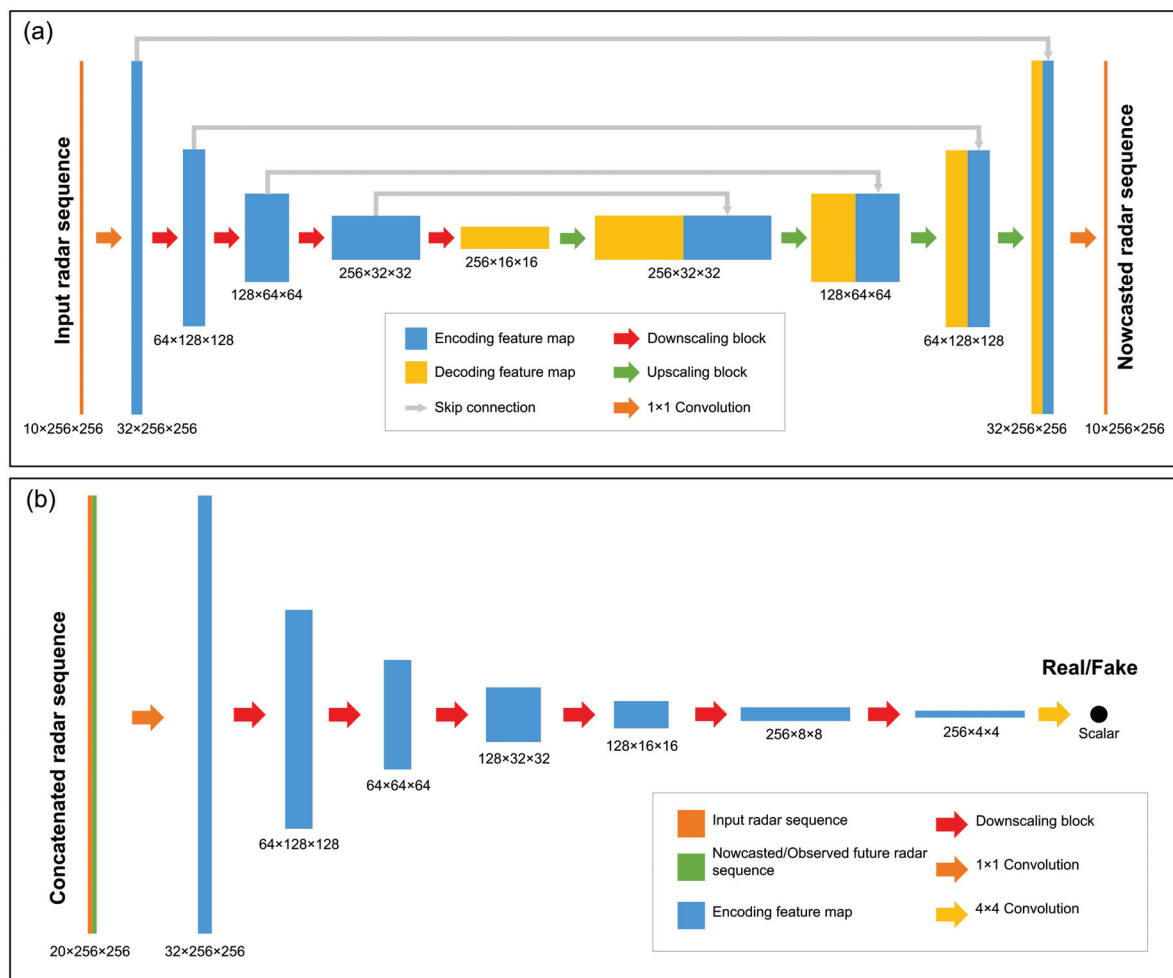 (a)
Input radar sequence
10×256×256
32×256×256
64×128×128
128×64×64
256×32×32
256×16×16
256×32×32
128×64×64
64×128×128
32×256×256
10×256×256
Nowcasted radar sequence
Encoding feature map
Downscaling block
Decoding feature map
Upscaling block
Skip connection
1×1 Convolution
(b)
Concatenated radar sequence
20×256×256
32×256×256
64×128×128
64×64×64
128×32×32
128×16×16
256×8×8
256×4×4
Real/Fake
Scalar
Input radar sequence
Downscaling block
Nowcasted/Observed future radar
sequence
1×1 Convolution
Encoding feature map
4×4 Convolution